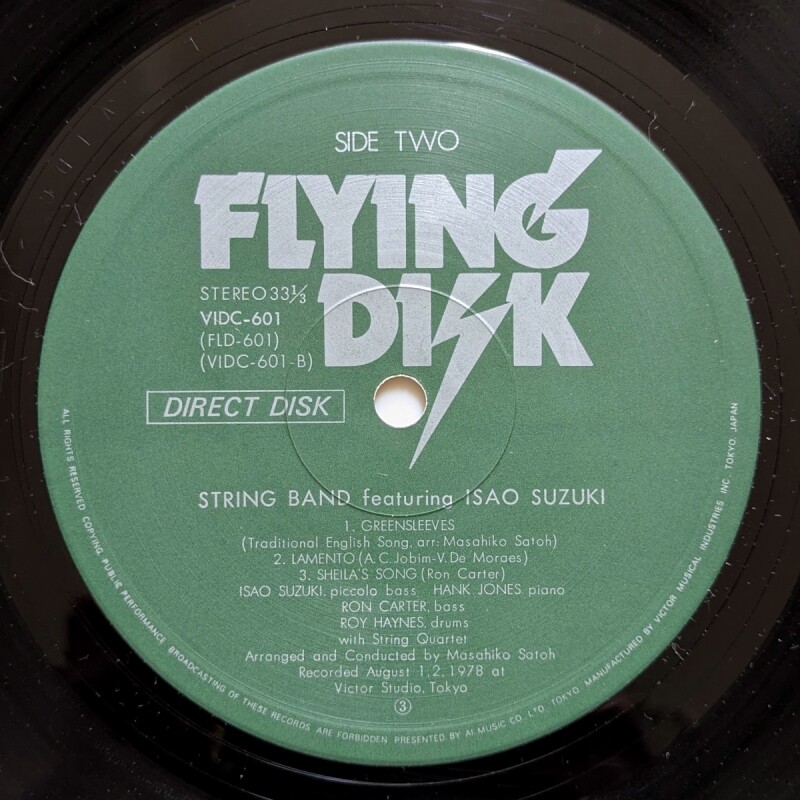 SIDE TWO
FLYING
DISK
STEREO 33⅓
VIDC-601
(FLD-601)
(VIDC-601-B)
DIRECT DISK
STRING BAND featuring ISAO SUZUKI
1. GREENSLEEVES
(Traditional English Song, arr: Masahiko Satoh)
2. LAMENTO (A. C. Jobim-V. De Moraes)
3. SHEILA'S SONG (Ron Carter)
ISAO SUZUKI, piccolo bass HANK JONES, piano
RON CARTER, bass
ROY HAYNES, drums
with String Quartet
Arranged and Conducted by Masahiko Satoh
Recorded August 1, 2, 1978 at
Victor Studio, Tokyo
③
ALL RIGHTS RESERVED COPYING, PUBLIC PERFORMANCE BROADCASTING OF THESE RECORDS ARE FORBIDDEN PRESENTED BY AI. MUSIC CO. LTD. TOKYO MANUFACTURED BY VICTOR MUSICAL INDUSTRIES INC. TOKYO, JAPAN